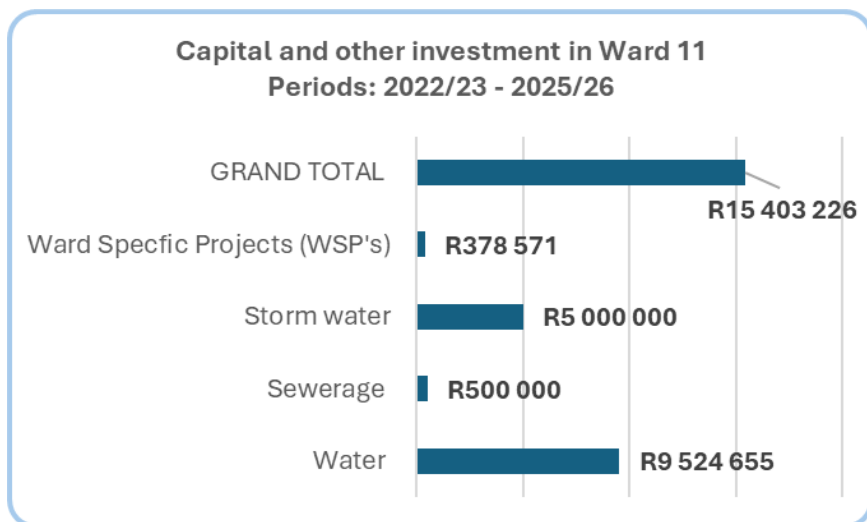 Capital and other investment in Ward 11
Periods: 2022/23 - 2025/26
GRAND TOTAL
R15 403 226
Ward Specfic Projects (WSP's)
R378 571
Storm water
R5 000 000
Sewerage
R500 000
Water
R9 524 655